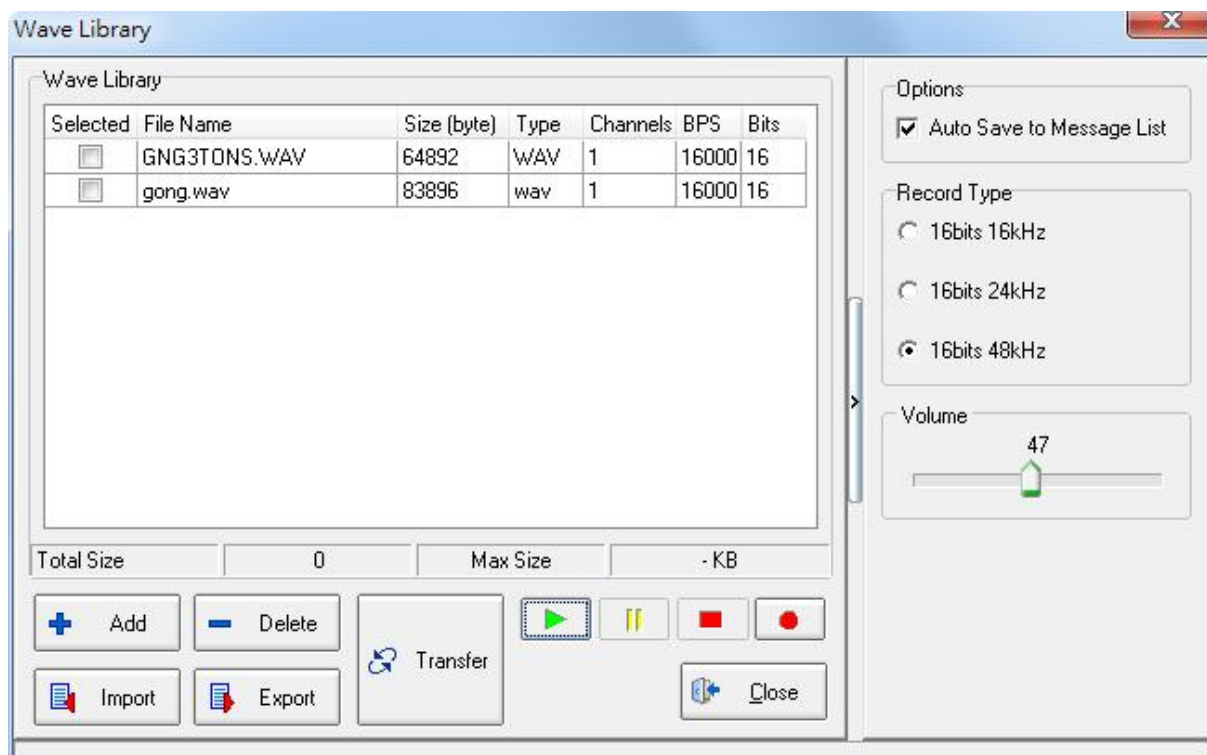 Wave Library
Wave Library
Selected File Name Size (byte) Type Channels BPS Bits
GNG3TONS.WAV 64892 WAV 1 16000 16
gong.wav 83896 wav 1 16000 16
Total Size 0 Max Size - KB
Add Delete
Transfer
Import Export
Close
Options
Auto Save to Message List
Record Type
16bits 16kHz
16bits 24kHz
16bits 48kHz
Volume
47